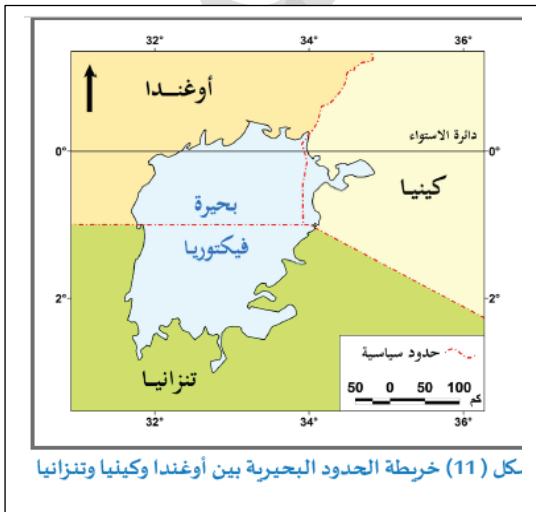 32° 34° 36°
أوغنـــدا
دائرة الاستواء
0° 0°
كينيا
بحيرة
فيكتوريا
2° 2°
حدود سياسية
تنزانيـا
50 0 50 100 كم
32° 34° 36°
كل (11) خريطة الحدود البحيرية بين أوغندا وكينيا وتنزانيا